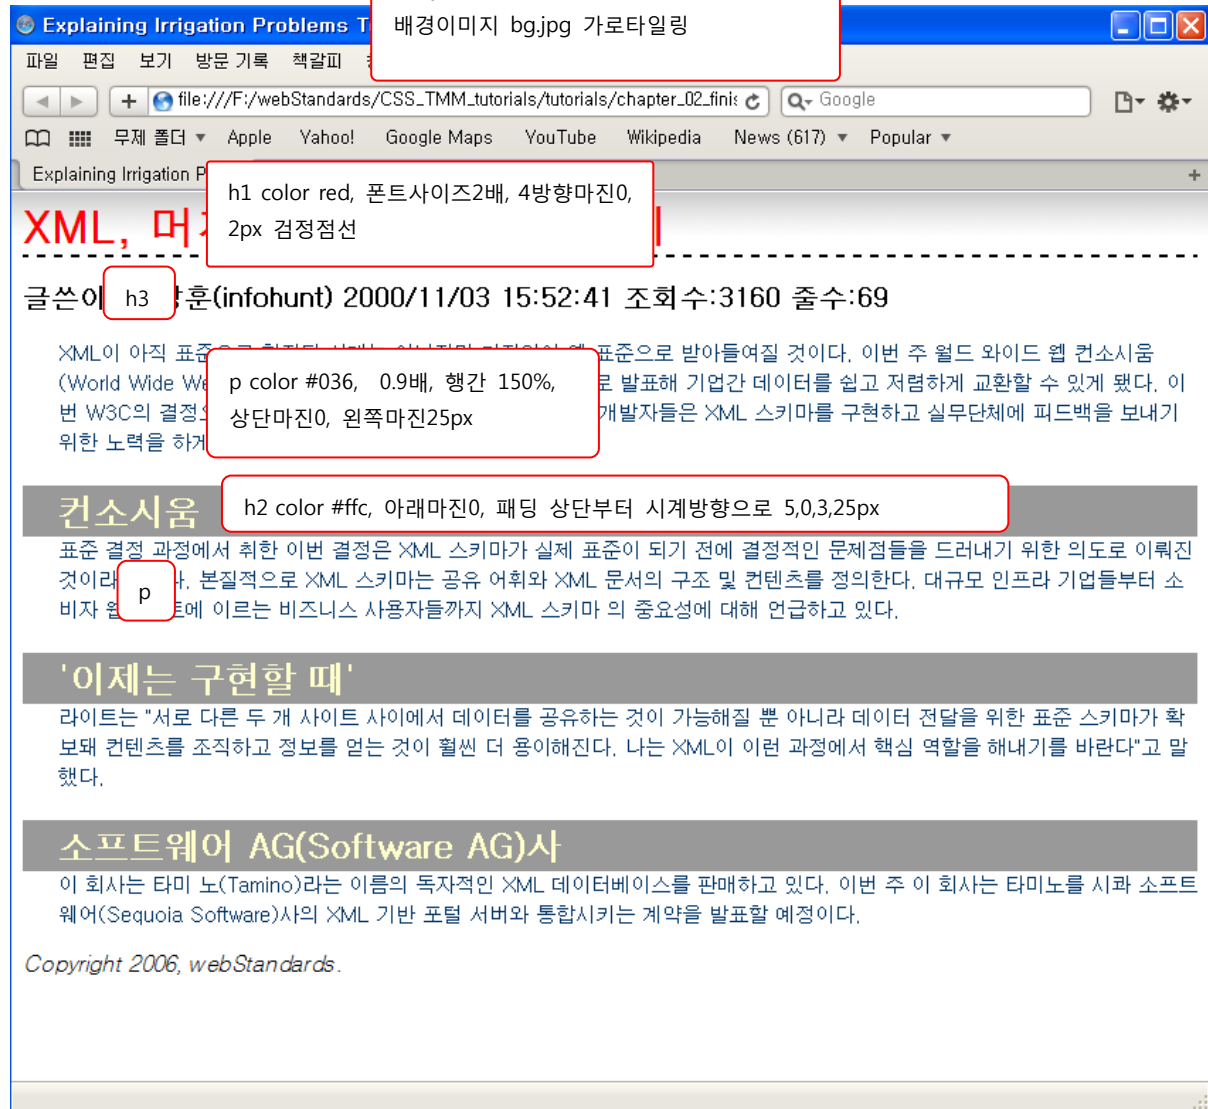 Explaining Irrigation Problems
배경이미지 bg.jpg 가로타일링
파일 편집 보기 방문 기록 책갈피
file:///F:/webStandards/CSS_TMM_tutorials/tutorials/chapter_02_finis
Google
무제 폴더 ▼ Apple Yahoo! Google Maps YouTube Wikipedia News (617) ▼ Popular ▼
Explaining Irrigation P
h1 color red, 폰트사이즈2배, 4방향마진0,
2px 검정점선
XML,
글쓴이
h3
훈(infohunt) 2000/11/03 15:52:41 조회수:3160 줄수:69
XML이 아직 표준으로
표준으로 받아들여질 것이다. 이번 주 월드 와이드 웹 컨소시움
(World Wide We
로 발표해 기업간 데이터를 쉽고 저렴하게 교환할 수 있게 됐다. 이
번 W3C의 결정으
개발자들은 XML 스키마를 구현하고 실무단체에 피드백을 보내기
위한 노력을 하게
p color #036, 0.9배, 행간 150%,
상단마진0, 왼쪽마진25px
컨소시움
h2 color #ffc, 아래마진0, 패딩 상단부터 시계방향으로 5,0,3,25px
표준 결정 과정에서 취한 이번 결정은 XML 스키마가 실제 표준이 되기 전에 결정적인 문제점들을 드러내기 위한 의도로 이뤄진
것이라 다. 본질적으로 XML 스키마는 공유 어휘와 XML 문서의 구조 및 컨텐츠를 정의한다. 대규모 인프라 기업들부터 소
p
비자 트에 이르는 비즈니스 사용자들까지 XML 스키마 의 중요성에 대해 언급하고 있다.
'이제는 구현할 때'
라이트는 "서로 다른 두 개 사이트 사이에서 데이터를 공유하는 것이 가능해질 뿐 아니라 데이터 전달을 위한 표준 스키마가 확
보돼 컨텐츠를 조직하고 정보를 얻는 것이 훨씬 더 용이해진다. 나는 XML이 이런 과정에서 핵심 역할을 해내기를 바란다"고 말
했다.
소프트웨어 AG(Software AG)사
이 회사는 타미 노(Tamino)라는 이름의 독자적인 XML 데이터베이스를 판매하고 있다. 이번 주 이 회사는 타미노를 시콰 소프트
웨어(Sequoia Software)사의 XML 기반 포털 서버와 통합시키는 계약을 발표할 예정이다.
Copyright 2006, webStandards.